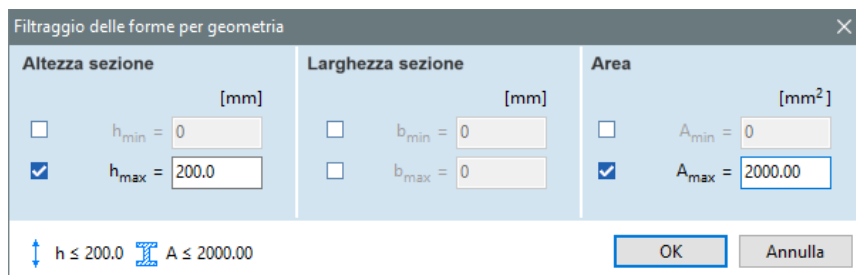 Filtraggio delle forme per geometria
Altezza sezione Larghezza sezione Area
[mm] [mm] [mm²]
hmin = 0 bmin = 0 Amin = 0
hmax = 200.0 bmax = 0 Amax = 2000.00
h ≤ 200.0 A ≤ 2000.00 OK Annulla